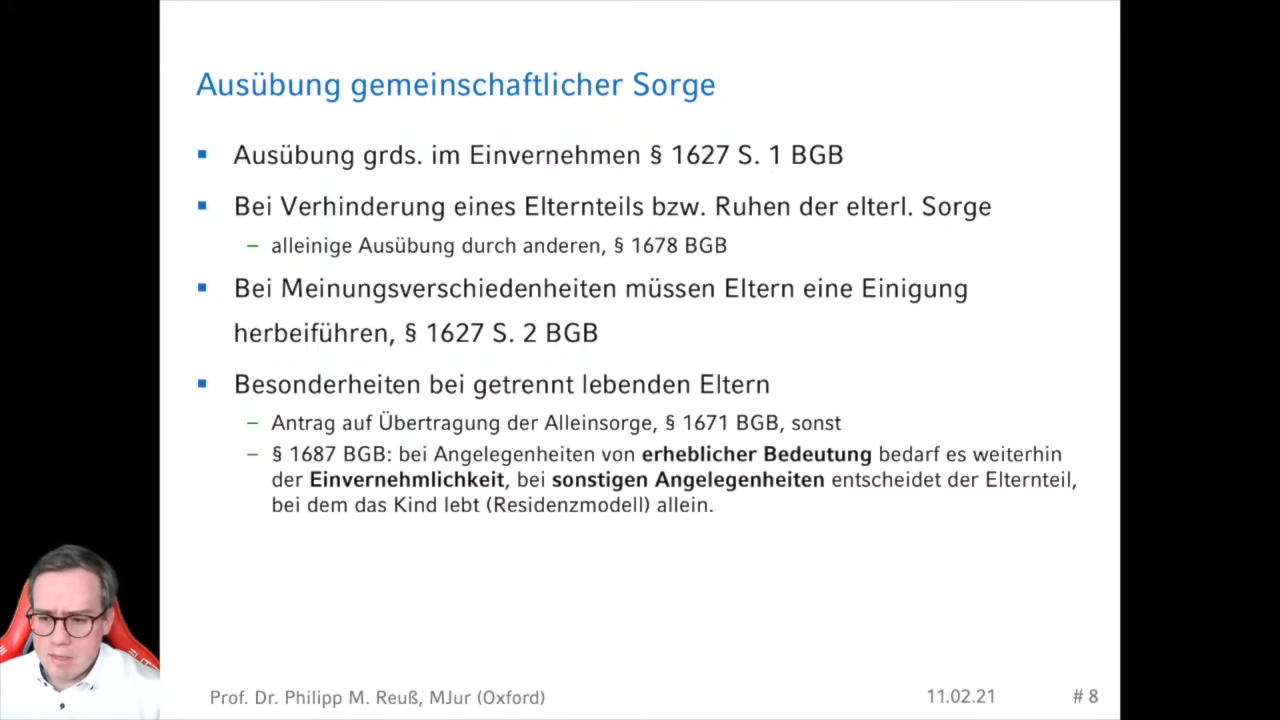 Ausübung gemeinschaftlicher Sorge
▪ Ausübung grds. im Einvernehmen § 1627 S. 1 BGB
▪ Bei Verhinderung eines Elternteils bzw. Ruhen der elterl. Sorge
– alleinige Ausübung durch anderen, § 1678 BGB
▪ Bei Meinungsverschiedenheiten müssen Eltern eine Einigung
herbeiführen, § 1627 S. 2 BGB
▪ Besonderheiten bei getrennt lebenden Eltern
– Antrag auf Übertragung der Alleinsorge, § 1671 BGB, sonst
– § 1687 BGB: bei Angelegenheiten von erheblicher Bedeutung bedarf es weiterhin
der Einvernehmlichkeit, bei sonstigen Angelegenheiten entscheidet der Elternteil,
bei dem das Kind lebt (Residenzmodell) allein.
Prof. Dr. Philipp M. Reuß, MJur (Oxford) 11.02.21 # 8